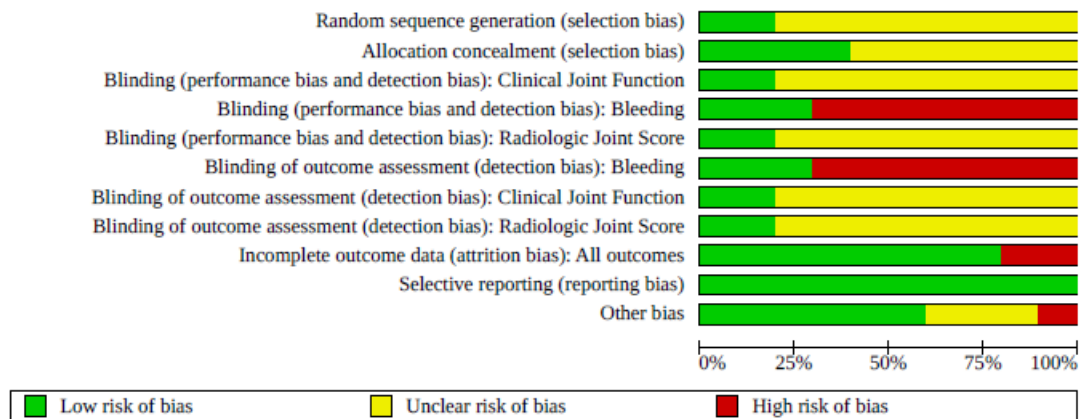 Random sequence generation (selection bias)
Allocation concealment (selection bias)
Blinding (performance bias and detection bias): Clinical Joint Function
Blinding (performance bias and detection bias): Bleeding
Blinding (performance bias and detection bias): Radiologic Joint Score
Blinding of outcome assessment (detection bias): Bleeding
Blinding of outcome assessment (detection bias): Clinical Joint Function
Blinding of outcome assessment (detection bias): Radiologic Joint Score
Incomplete outcome data (attrition bias): All outcomes
Selective reporting (reporting bias)
Other bias
0% 25% 50% 75% 100%
Low risk of bias Unclear risk of bias High risk of bias